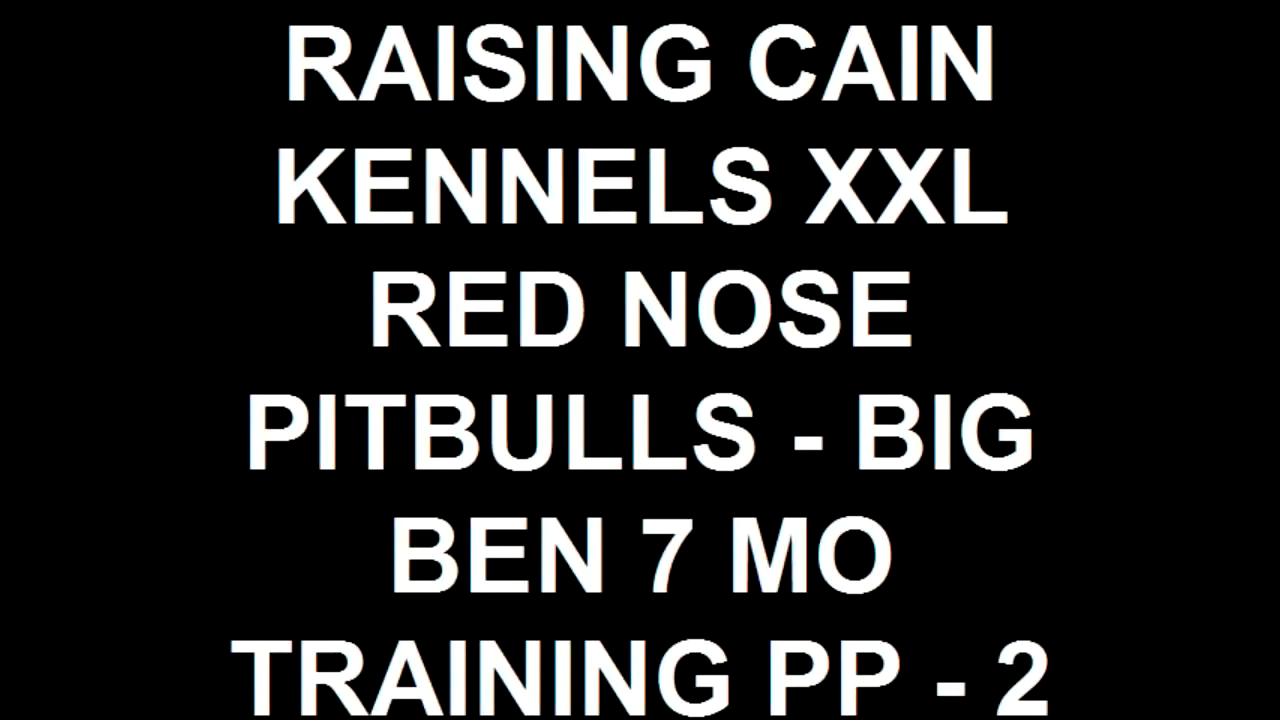 RAISING CAIN
KENNELS XXL
RED NOSE
PITBULLS - BIG
BEN 7 MO
TRAINING PP - 2